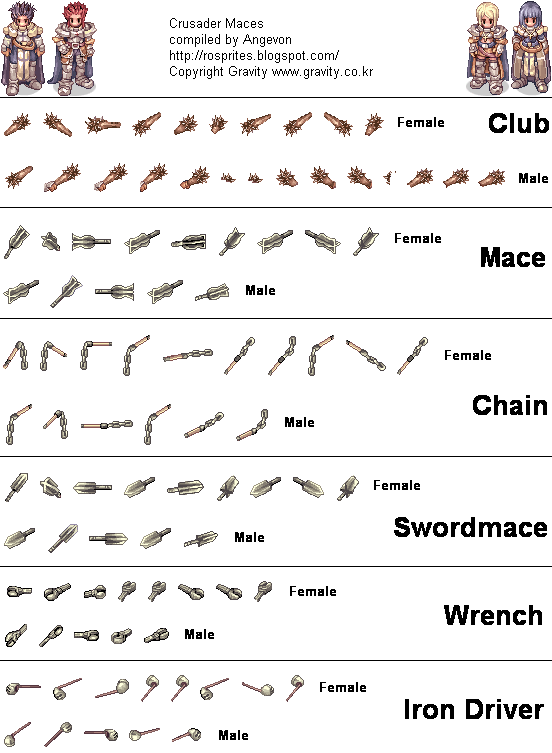 Crusader Maces
compiled by Angevon
http://rosprites.blogspot.com/
Copyright Gravity www.gravity.co.kr
Female
Club
Male
Female
Mace
Male
Female
Chain
Male
Female
Swordmace
Male
Female
Wrench
Male
Female
Iron Driver
Male